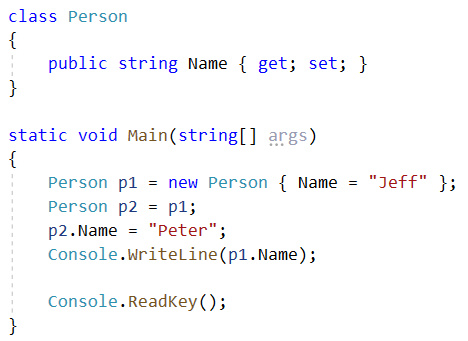 class Person
{
    public string Name { get; set; }
}

static void Main(string[] args)
{
    Person p1 = new Person { Name = "Jeff" };
    Person p2 = p1;
    p2.Name = "Peter";
    Console.WriteLine(p1.Name);

    Console.ReadKey();
}